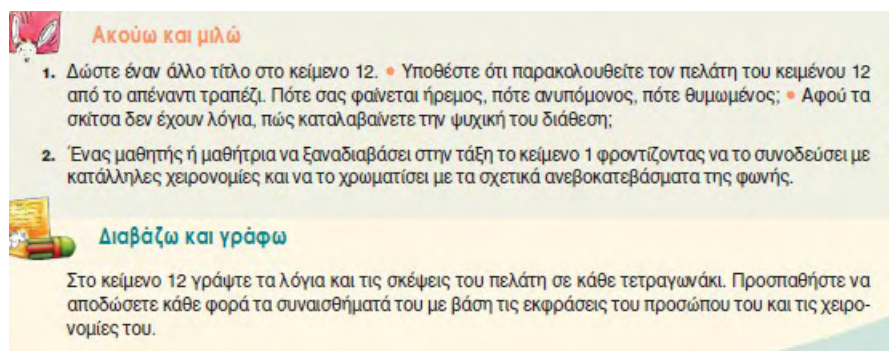 Ακούω και μιλώ
1. Δώστε έναν άλλο τίτλο στο κείμενο 12. • Υποθέστε ότι παρακολουθείτε τον πελάτη του κειμένου 12
από το απέναντι τραπέζι. Πότε σας φαίνεται ήρεμος, πότε ανυπόμονος, πότε θυμωμένος; • Αφού τα
σκίτσα δεν έχουν λόγια, πώς καταλαβαίνετε την ψυχική του διάθεση;
2. Ένας μαθητής ή μαθήτρια να ξαναδιαβάσει στην τάξη το κείμενο 1 φροντίζοντας να το συνοδεύσει με
κατάλληλες χειρονομίες και να το χρωματίσει με τα σχετικά ανεβοκατεβάσματα της φωνής.
Διαβάζω και γράφω
Στο κείμενο 12 γράψτε τα λόγια και τις σκέψεις του πελάτη σε κάθε τετραγωνάκι. Προσπαθήστε να
αποδώσετε κάθε φορά τα συναισθήματά του με βάση τις εκφράσεις του προσώπου του και τις χειρο-
νομίες του.